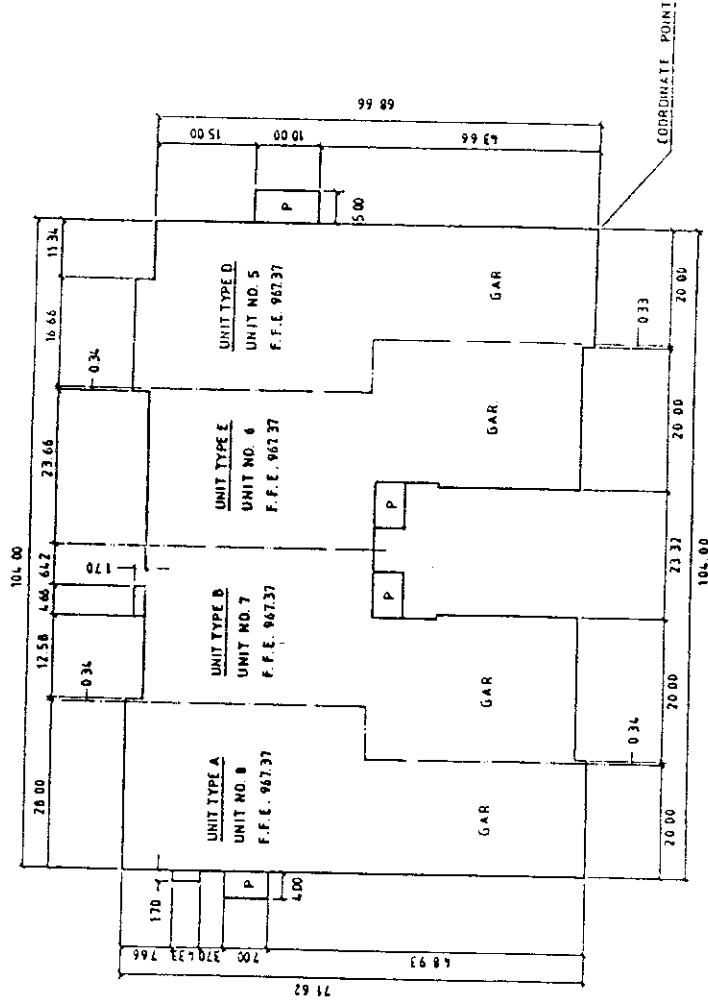 104.00
28.00
12.58
4.66
6.42
23.66
16.66
11.34
0.34
1.70
0.34
UNIT TYPE A
UNIT NO. 8
F.F.E. 967.37
UNIT TYPE B
UNIT NO. 7
F.F.E. 967.37
UNIT TYPE E
UNIT NO. 6
F.F.E. 967.37
UNIT TYPE D
UNIT NO. 5
F.F.E. 967.37
1.70
P
4.00
7.66
4.33
3.70
7.00
48.93
71.62
P
P
P
5.00
15.00
10.00
43.66
68.66
GAR
GAR
GAR.
GAR
0.34
0.33
20.00
20.00
23.32
20.00
20.00
104.00
COORDINATE POINT